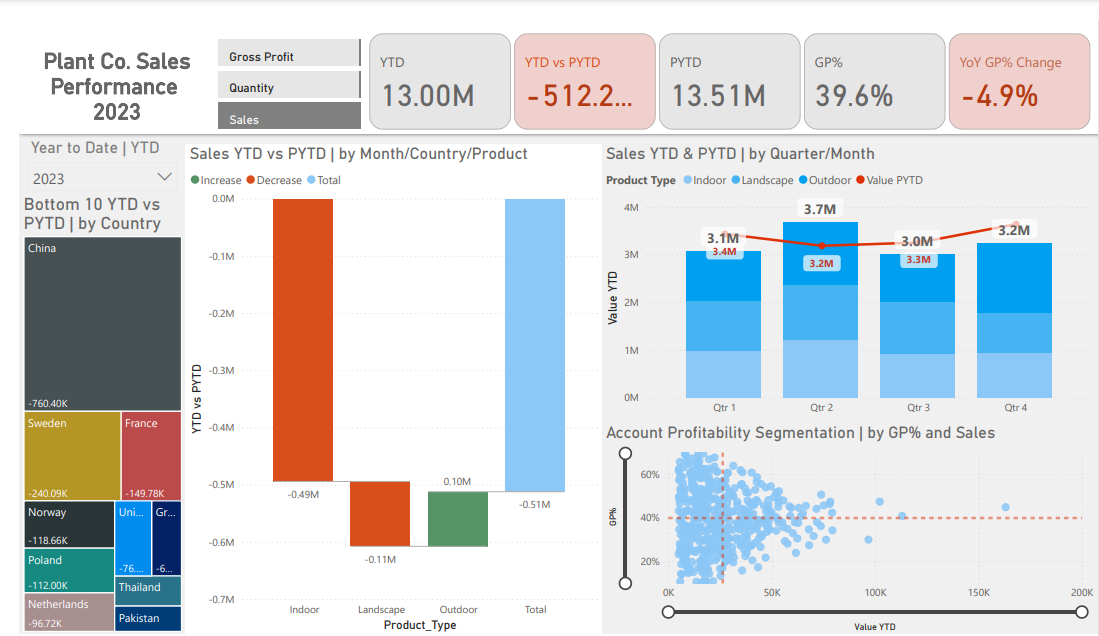 Plant Co. Sales
Performance
2023
Gross Profit
Quantity
Sales
YTD
13.00M
YTD vs PYTD
-512.2...
PYTD
13.51M
GP%
39.6%
YoY GP% Change
-4.9%
Year to Date | YTD
2023
Bottom 10 YTD vs
PYTD | by Country
China
-760.40K
Sweden
-240.09K
France
-149.78K
Norway
-118.66K
Uni...
-76....
Gr...
-6...
Poland
-112.00K
Thailand
Netherlands
-96.72K
Pakistan
Sales YTD vs PYTD | by Month/Country/Product
Increase Decrease Total
YTD vs PYTD
0.0M
-0.1M
-0.2M
-0.3M
-0.4M
-0.5M
-0.6M
-0.7M
-0.49M
-0.11M
0.10M
-0.51M
Indoor Landscape Outdoor Total
Product_Type
Sales YTD & PYTD | by Quarter/Month
Product Type Indoor Landscape Outdoor Value PYTD
Value YTD
4M
3M
2M
1M
0M
3.1M
3.4M
3.7M
3.2M
3.0M
3.3M
3.2M
Qtr 1 Qtr 2 Qtr 3 Qtr 4
Account Profitability Segmentation | by GP% and Sales
GP%
60%
40%
20%
0K 50K 100K 150K 200K
Value YTD